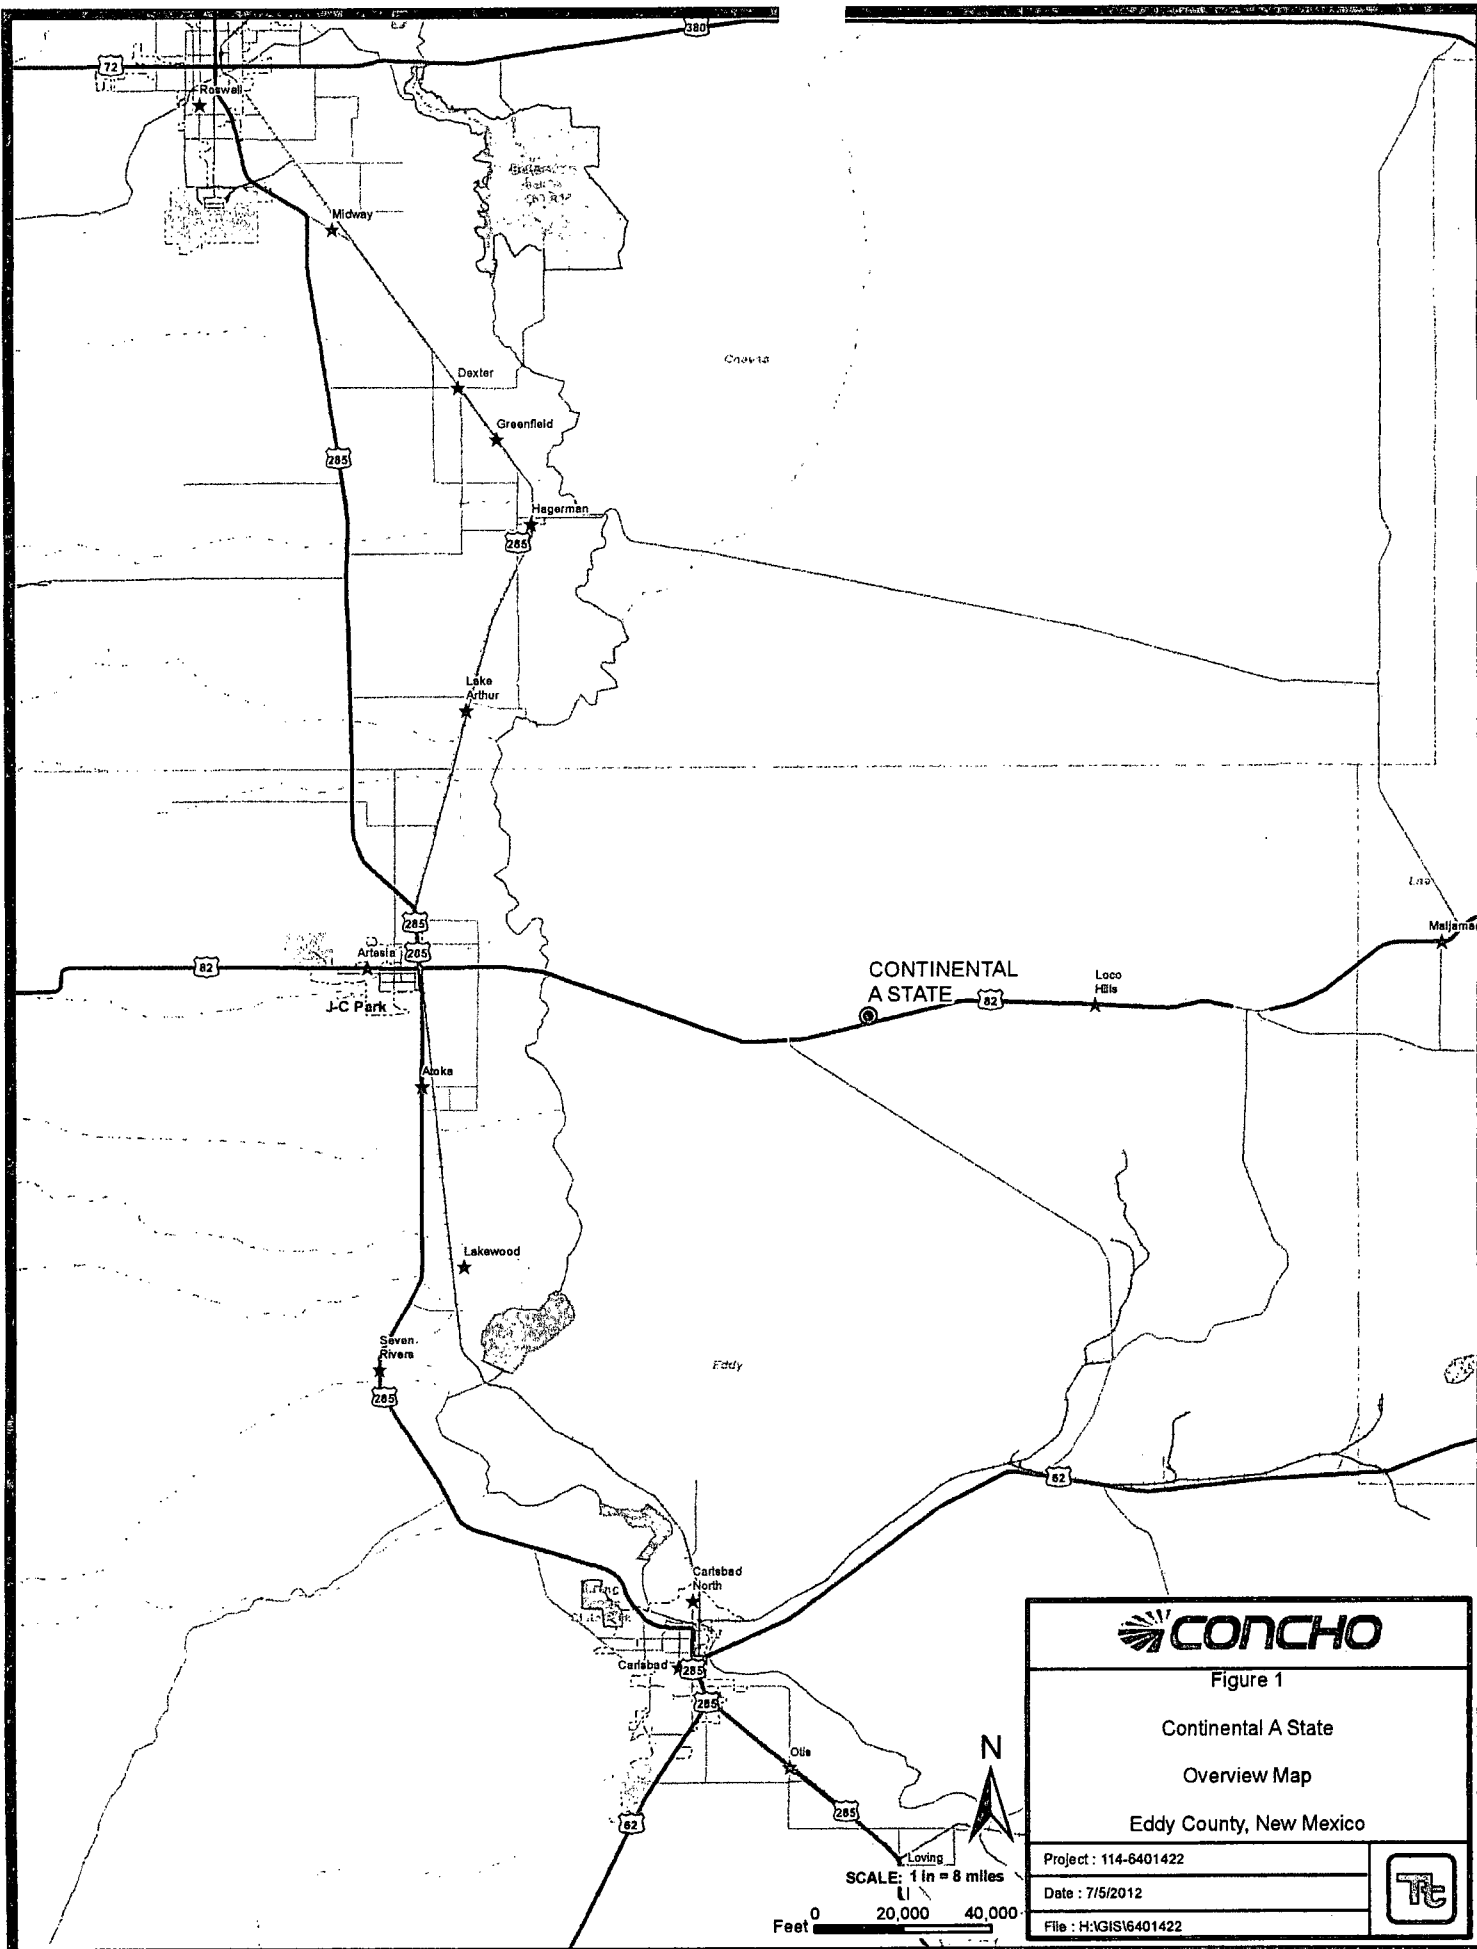 380
72
Roswell
Midway
Dexter
Greenfield
285
Hagerman
285
Lake
Arthur
285
Artesia
285
82
J-C Park
CONTINENTAL
A STATE
82
Loco
Hills
Atoka
Lakewood
Seven
Rivers
285
Eddy
62
Carlsbad
North
Carlsbad
285
285
Otis
285
62
Loving
N
SCALE: 1 in = 8 miles
Feet
0
20,000
40,000
CONCHO
Figure 1
Continental A State
Overview Map
Eddy County, New Mexico
Project : 114-6401422
Date : 7/5/2012
File : H:\GIS\6401422